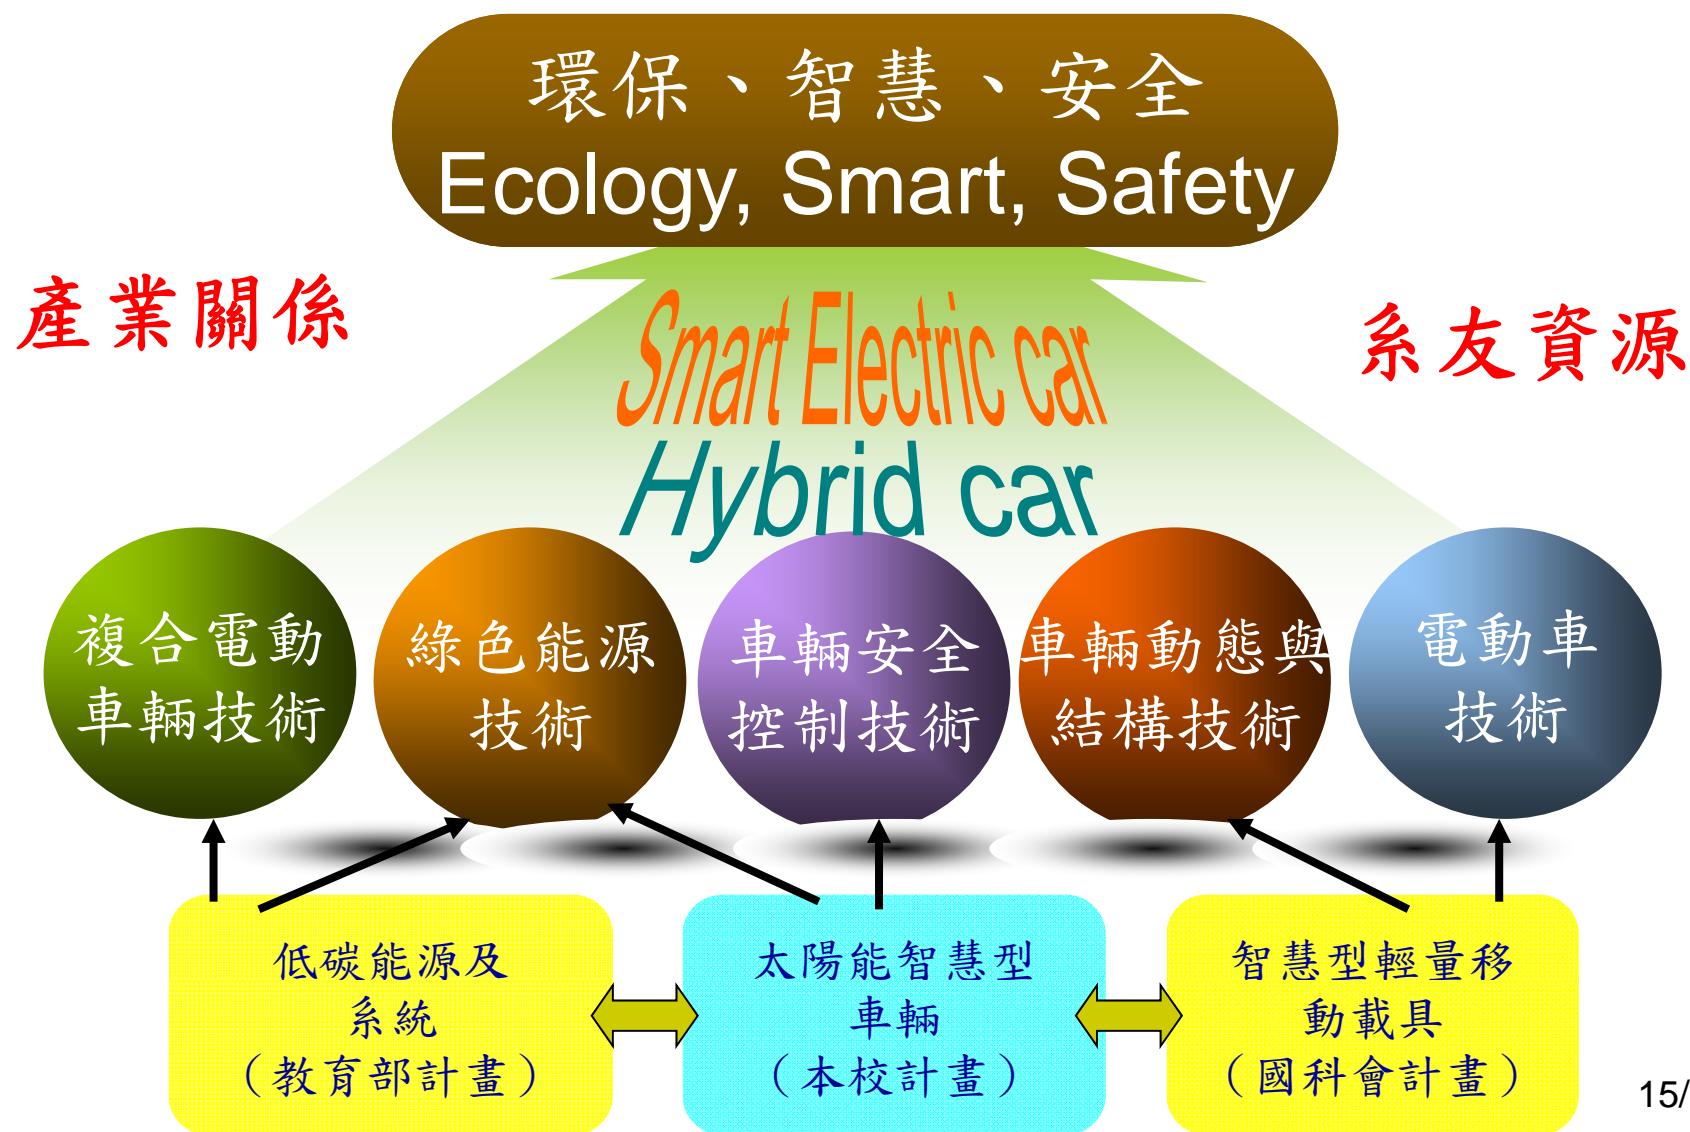 環保、智慧、安全
Ecology, Smart, Safety
產業關係
系友資源
Smart Electric car
Hybrid car
複合電動
車輛技術
綠色能源
技術
車輛安全
控制技術
車輛動態與
結構技術
電動車
技術
低碳能源及
系統
（教育部計畫）
太陽能智慧型
車輛
（本校計畫）
智慧型輕量移
動載具
（國科會計畫）
15/